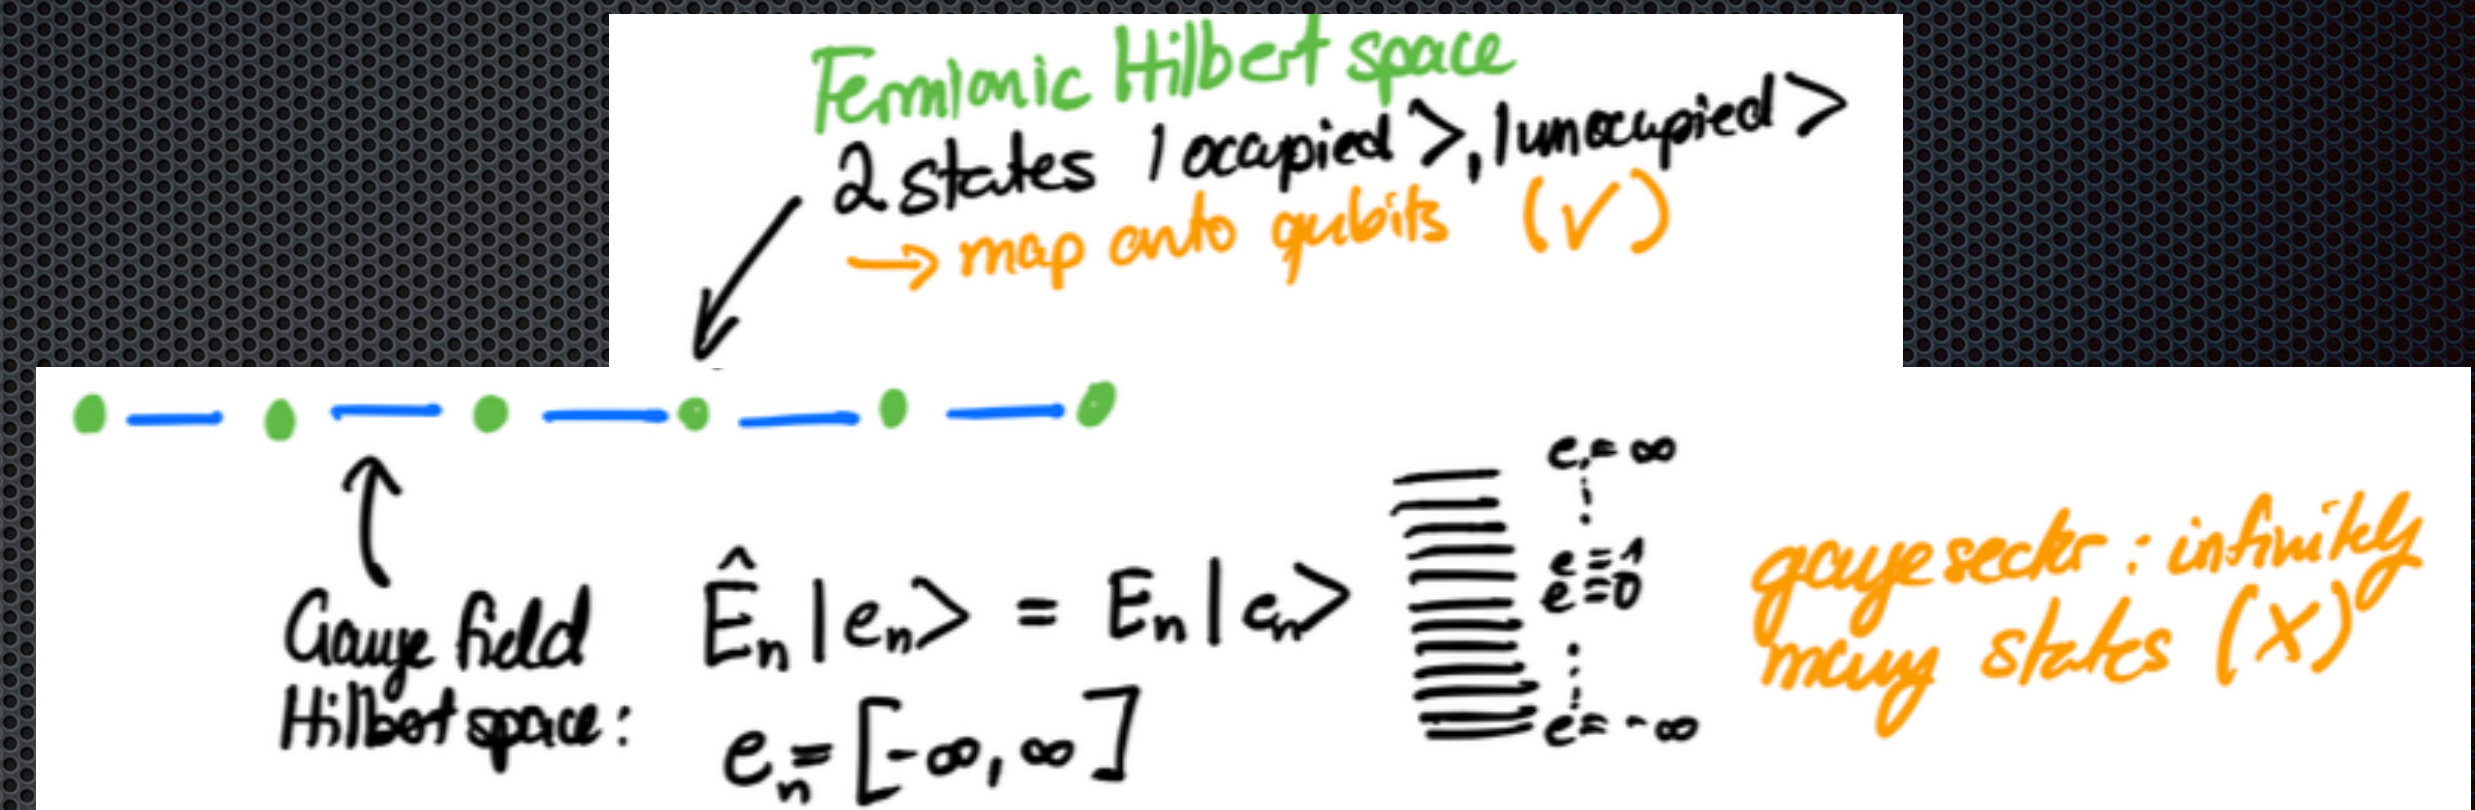 Fermionic Hilbert space
2 states |occupied>, |unoccupied>
→ map onto qubits (✓)
Gauge field
Hilbert space:
Ê_n |e_n> = E_n |e_n>
e_n = [-∞, ∞]
e = ∞
⋮
e = 1
e = 0
⋮
e = -∞
gauge sector : infinitely
many states (X)